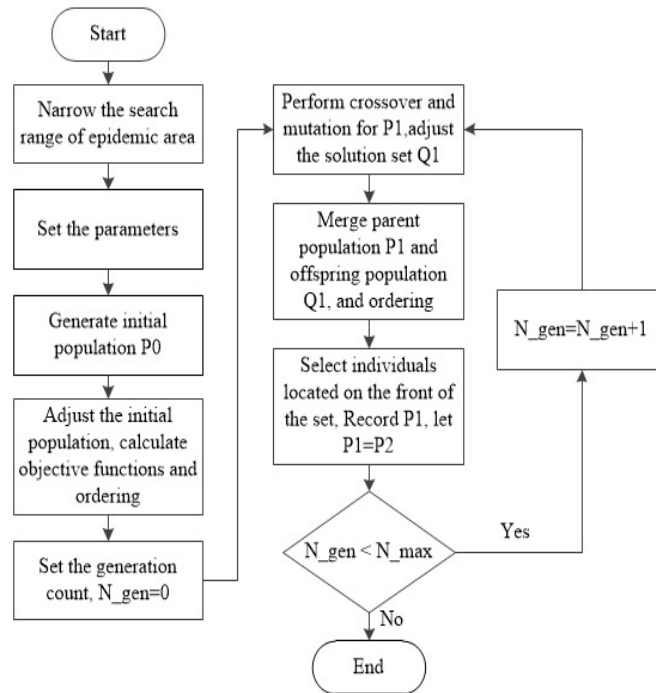 Start
Narrow the search
range of epidemic area
Set the parameters
Generate initial
population P0
Adjust the initial
population, calculate
objective functions and
ordering
Set the generation
count, N_gen=0
Perform crossover and
mutation for P1,adjust
the solution set Q1
Merge parent
population P1 and
offspring population
Q1, and ordering
Select individuals
located on the front of
the set, Record P1, let
P1=P2
N_gen < N_max
Yes
N_gen=N_gen+1
No
End